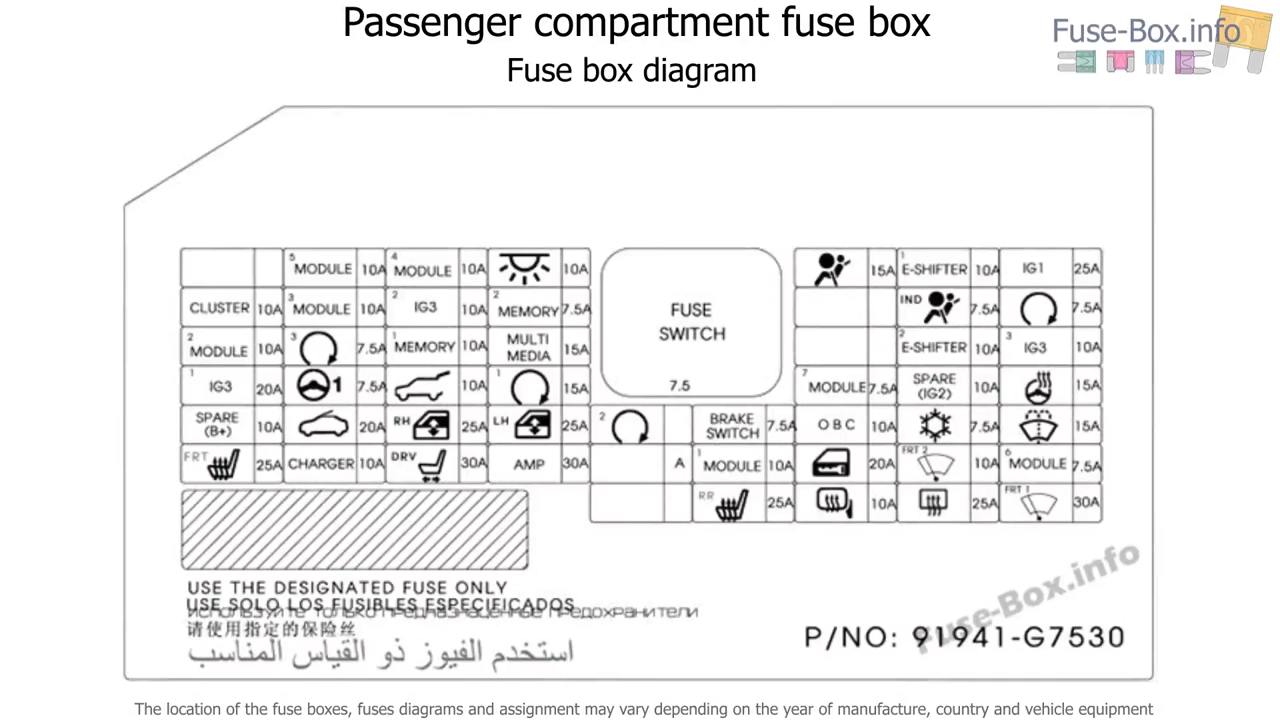 Passenger compartment fuse box
Fuse-Box.info
Fuse box diagram
5 MODULE 10A 4 MODULE 10A 10A 15A 1 E-SHIFTER 10A IG1 25A
CLUSTER 10A 3 MODULE 10A 2 IG3 10A 2 MEMORY 7.5A FUSE SWITCH 7.5 IND 7.5A 7.5A
2 MODULE 10A 3 7.5A 1 MEMORY 10A MULTI MEDIA 15A 2 E-SHIFTER 10A 3 IG3 10A
1 IG3 20A 1 7.5A 10A 1 15A 7 MODULE 7.5A SPARE (IG2) 10A 15A
SPARE (B+) 10A 20A RH 25A LH 25A 2 BRAKE SWITCH 7.5A OBC 10A 7.5A 15A
FRT 25A CHARGER 10A DRV 30A AMP 30A A 1 MODULE 10A 20A FRT 2 10A 6 MODULE 7.5A
RR 25A 10A 25A FRT 1 30A
USE THE DESIGNATED FUSE ONLY
USE SOLO LOS FUSIBLES ESPECIFICADOS
используйте только предназначенные предохранители
请使用指定的保险丝
استخدم الفيوز ذو القياس المناسب
Fuse-Box.info
P/NO: 91941-G7530
The location of the fuse boxes, fuses diagrams and assignment may vary depending on the year of manufacture, country and vehicle equipment